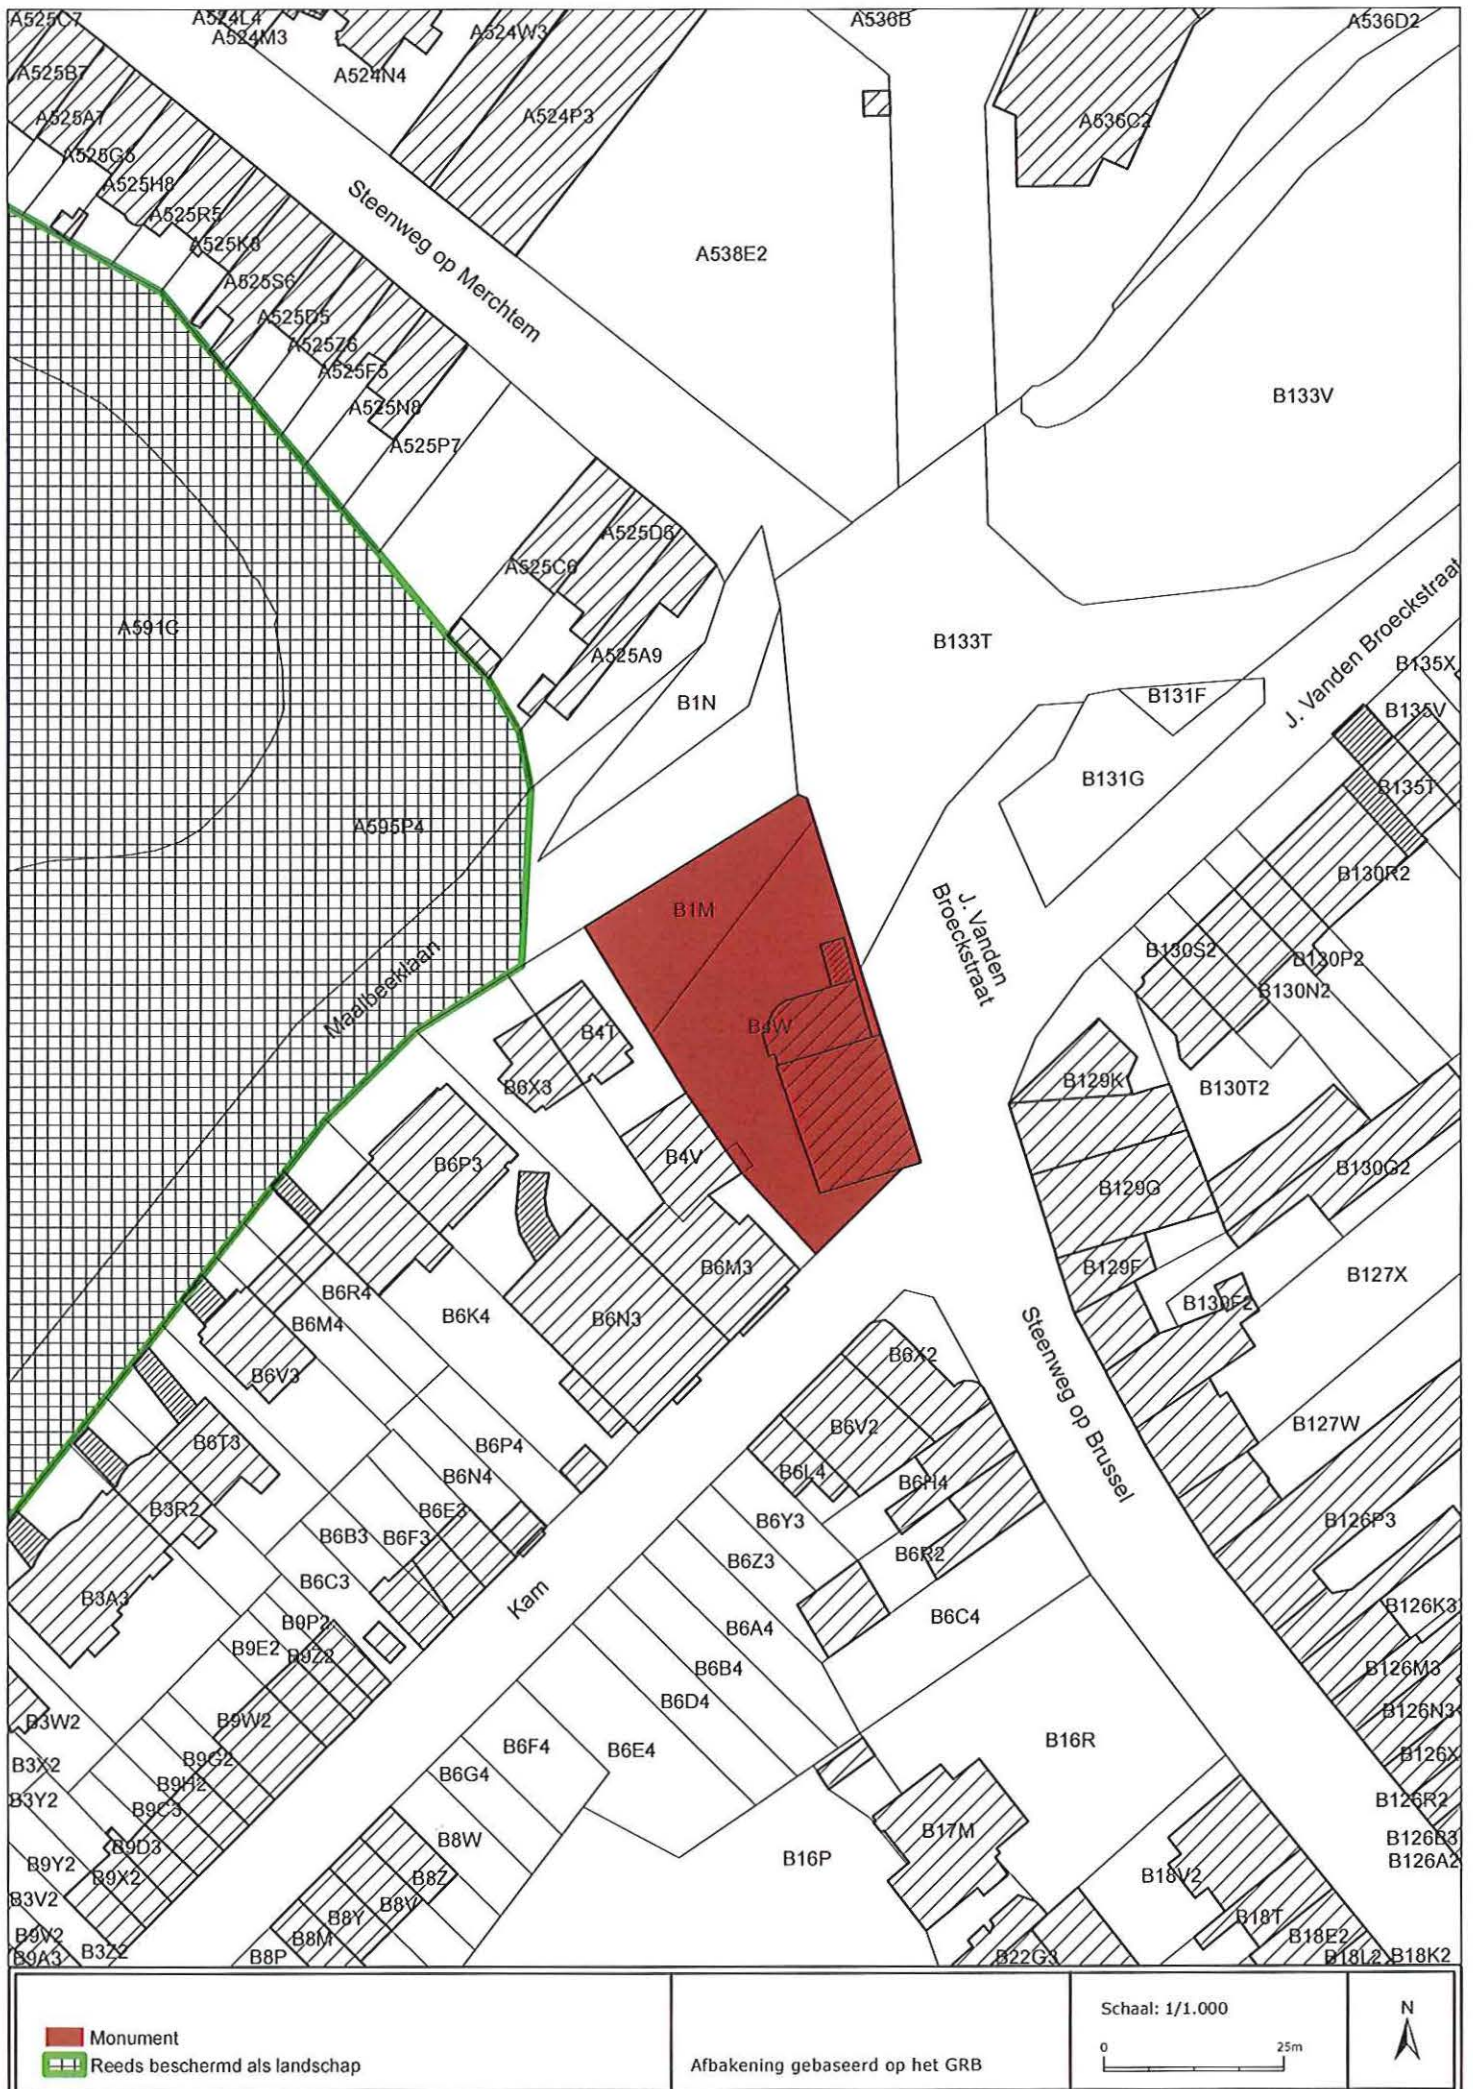 A525C7
A524L4
A524M3
A524N4
A524W3
A536B
A536D2
A525B7
A524P3
A536C2
A525A7
A525G5
A525H8
A525R5
A525K8
A525S6
A525D5
A525Z6
A525F5
A525N8
A525P7
Steenweg op Merchtem
A538E2
B133V
A525D6
A525C6
A525A9
A591C
B1N
B133T
B131F
B131G
J. Vanden Broeckstraat
B135X
B135V
B135T
B130R2
A595P4
B1M
Maalbeeklaan
J. Vanden
Broeckstraat
B130S2
B130P2
B130N2
B4T
B4W
B6X3
B129K
B130T2
B4V
B6P3
B129G
B130G2
B6M3
B129F
B127X
B6R4
B6K4
B6N3
B130F2
B6M4
B6X2
B6V3
Steenweg op Brussel
B6V2
B127W
B6T3
B6P4
B6L4
B6N4
B6H4
B3R2
B6E3
B6B3
B6F3
B6Y3
B126P3
B6Z3
B6R2
B6C3
B3A3
Kam
B126K3
B9P2
B6C4
B9E2
B9Z2
B6A4
B6B4
B126M3
B6D4
B126N3
B3W2
B9W2
B6F4
B6E4
B16R
B126X
B3X2
B9G2
B6G4
B9H2
B3Y2
B9C3
B126R2
B17M
B8W
B126B3
B9D3
B126A2
B9Y2
B9X2
B8Z
B16P
B18V2
B3V2
B8V
B8Y
B18T
B9V2
B8M
B18E2
B9A3
B3Z2
B8P
B22G3
B18L2
B18K2
Monument
Reeds beschermd als landschap
Afbakening gebaseerd op het GRB
Schaal: 1/1.000
0 25m
N